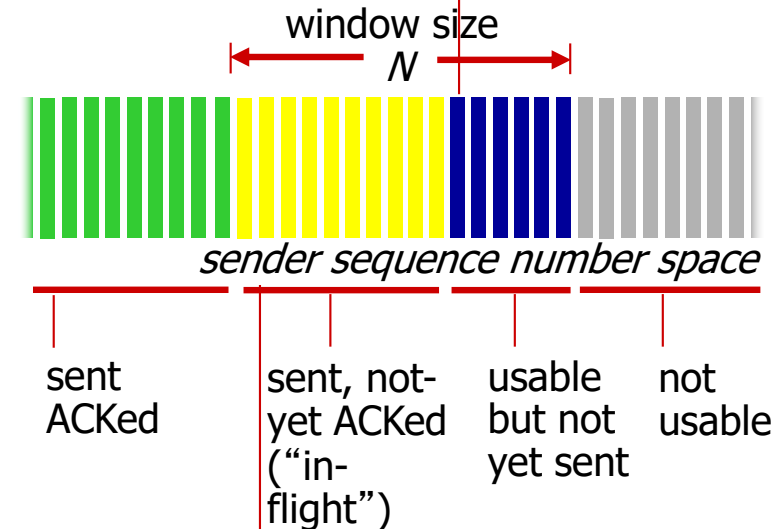 window size
N
sender sequence number space
sent
ACKed
sent, not-
yet ACKed
(“in-
flight”)
usable
but not
yet sent
not
usable